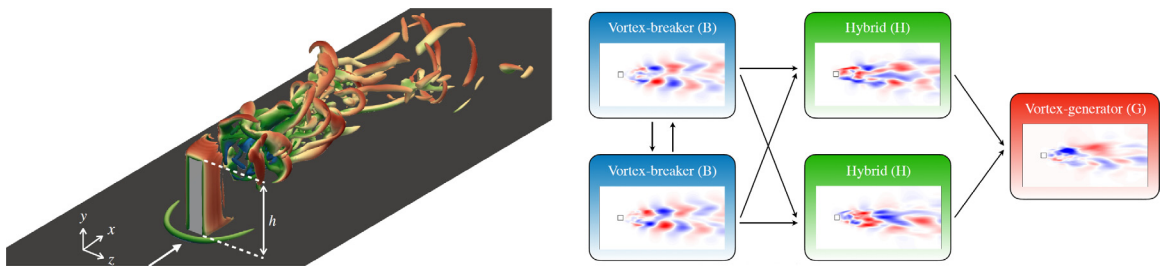 y
x
z
h
Vortex-breaker (B)
Hybrid (H)
Vortex-generator (G)
Vortex-breaker (B)
Hybrid (H)